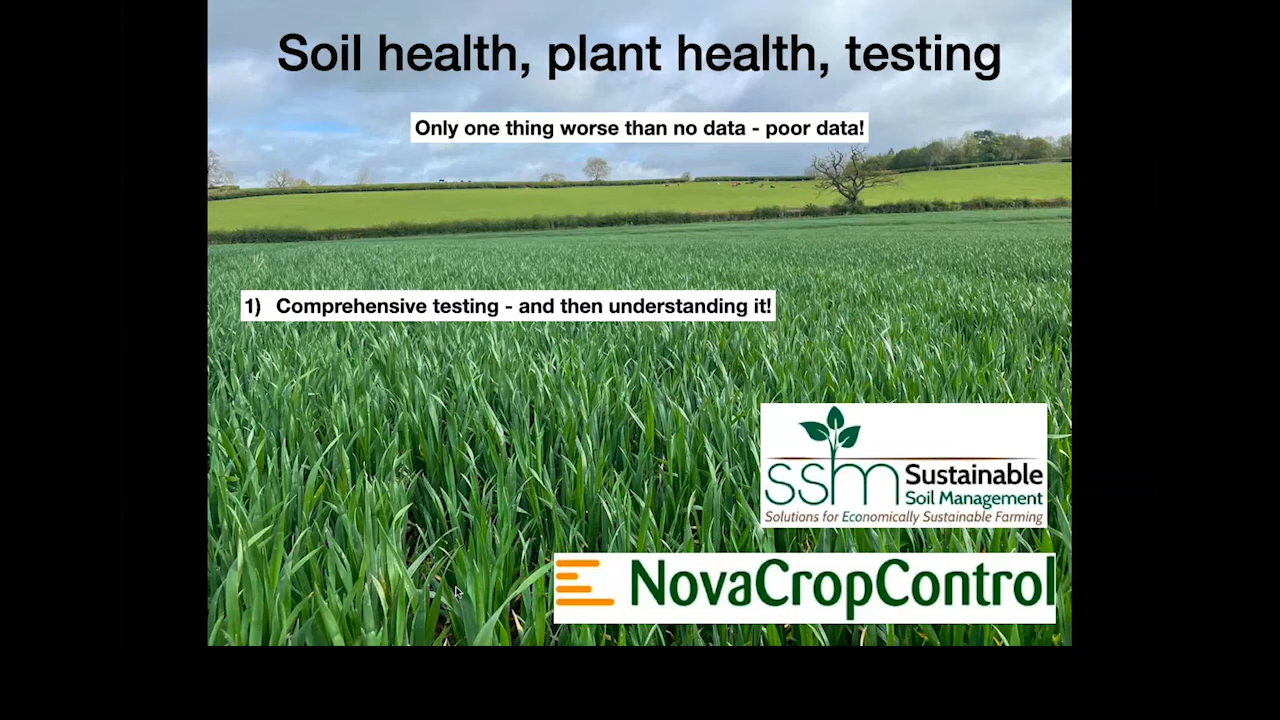 Soil health, plant health, testing
Only one thing worse than no data - poor data!
1) Comprehensive testing - and then understanding it!
ssm Sustainable
Soil Management
Solutions for Economically Sustainable Farming
NovaCropControl